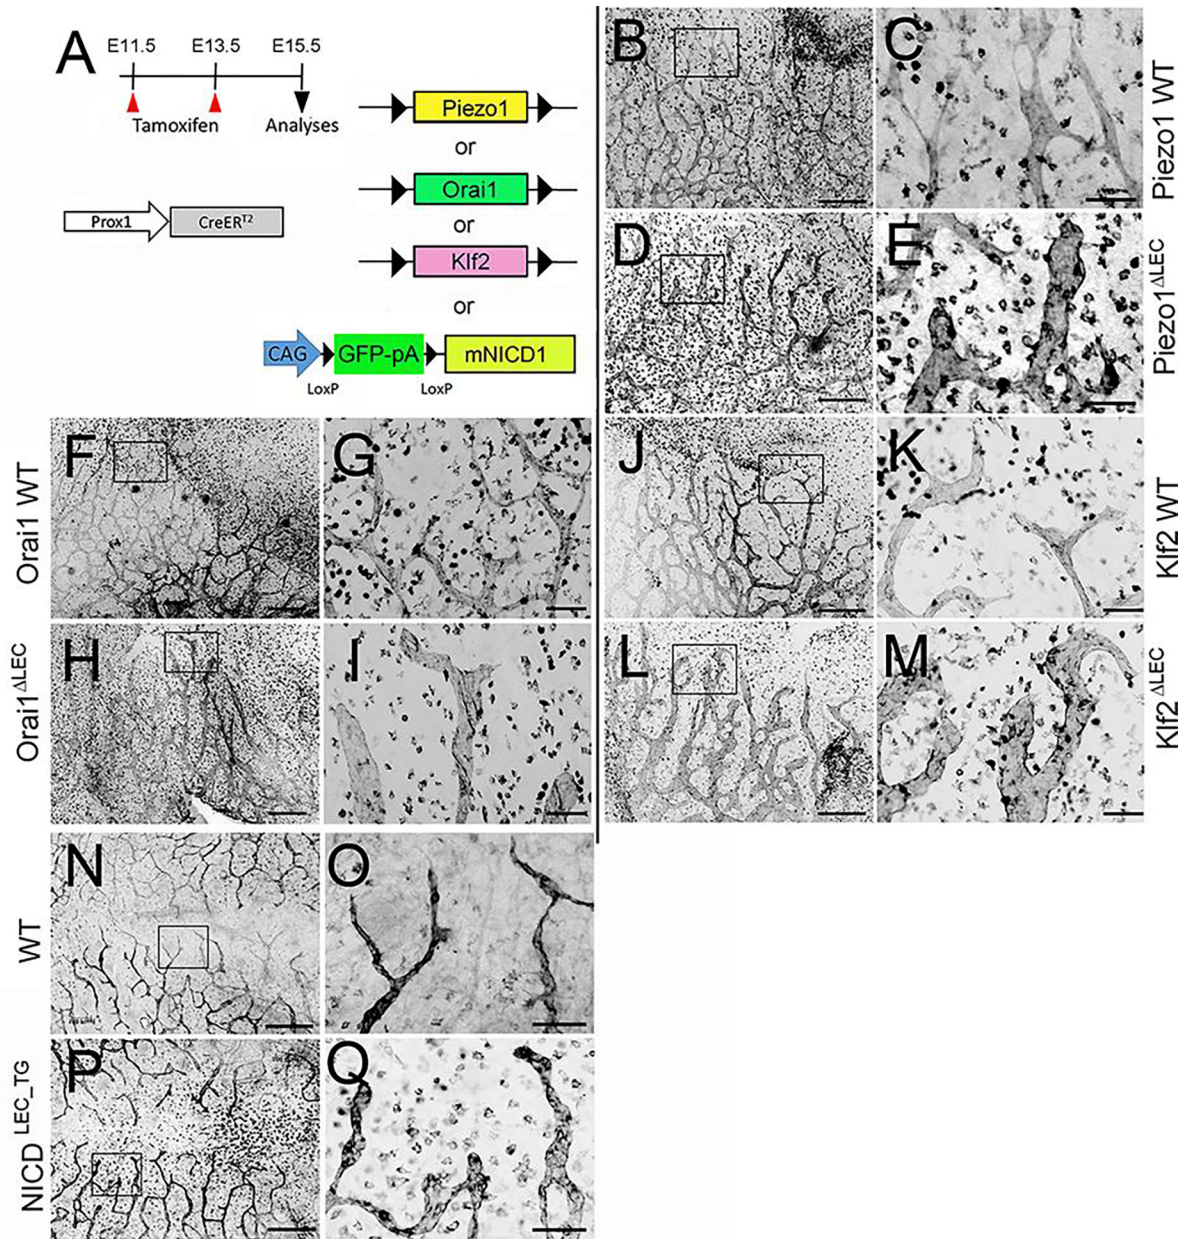 A
E11.5 E13.5 E15.5
Tamoxifen Analyses
Prox1 CreER^T2
Piezo1
or
Orai1
or
Klf2
or
CAG GFP-pA mNICD1
LoxP LoxP
B C Piezo1 WT
D E Piezo1 ΔLEC
Orai1 WT F G
J K Klf2 WT
Orai1 ΔLEC H I
L M Klf2 ΔLEC
WT N O
NICD LEC_TG P Q